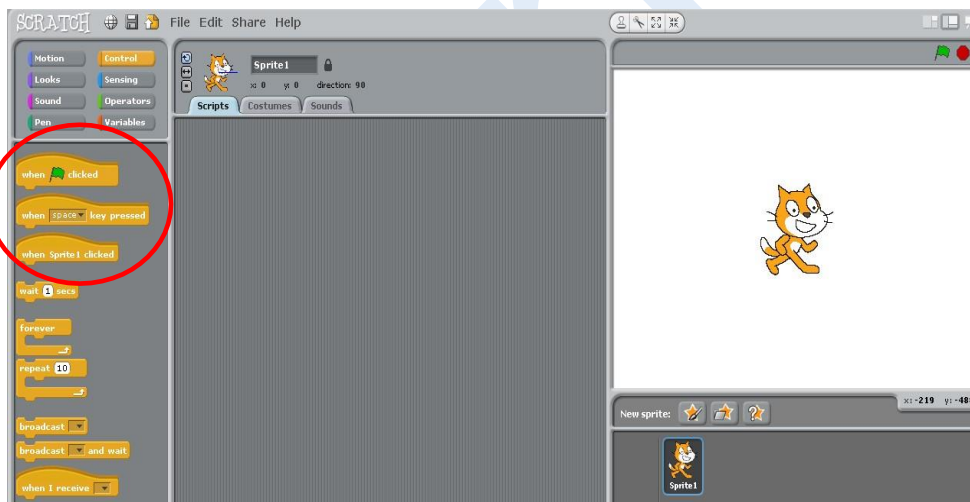 SCRATCH File Edit Share Help
Motion Control
Looks Sensing
Sound Operators
Pen Variables
Sprite1
x: 0 y: 0 direction: 90
Scripts Costumes Sounds
when clicked
when space key pressed
when Sprite1 clicked
wait 1 secs
forever
repeat 10
broadcast
broadcast and wait
when I receive
x: -219 y: -48
New sprite:
Sprite1